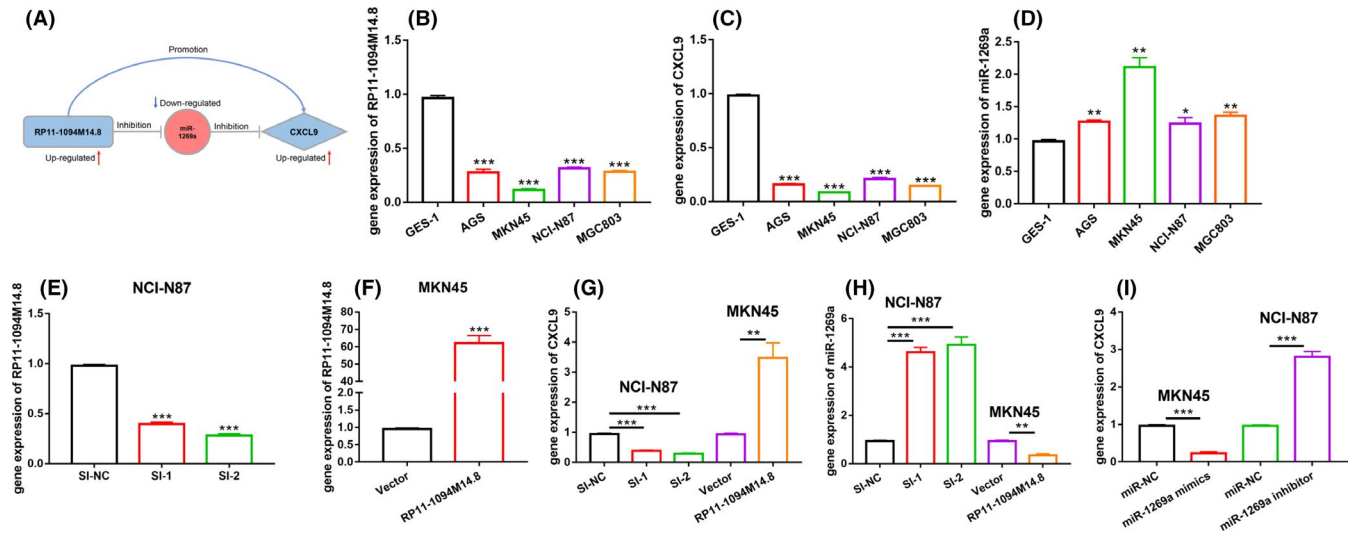 (A)
Promotion
Down-regulated
RP11-1094M14.8
Inhibition
miR-
1269a
Inhibition
CXCL9
Up-regulated
Up-regulated
(B)
gene expression of RP11-1094M14.8
1.5
1.0
0.5
0.0
***
***
***
***
GES-1
AGS
MKN45
NCI-N87
MGC803
(C)
gene expression of CXCL9
1.5
1.0
0.5
0.0
***
***
***
***
GES-1
AGS
MKN45
NCI-N87
MGC803
(D)
gene expression of miR-1269a
2.5
2.0
1.5
1.0
0.5
0.0
**
**
*
**
GES-1
AGS
MKN45
NCI-N87
MGC803
(E)
NCI-N87
gene expression of RP11-1094M14.8
1.5
1.0
0.5
0.0
***
***
SI-NC
SI-1
SI-2
(F)
MKN45
gene expression of RP11-1094M14.8
80
70
60
50
40
2.0
1.5
1.0
0.5
0.0
***
Vector
RP11-1094M14.8
(G)
gene expression of CXCL9
5
4
3
2
1
0
NCI-N87
***
***
MKN45
**
SI-NC
SI-1
SI-2
Vector
RP11-1094M14.8
(H)
gene expression of miR-1269a
6
4
2
0
NCI-N87
***
***
MKN45
**
SI-NC
SI-1
SI-2
Vector
RP11-1094M14.8
(I)
gene expression of CXCL9
4
3
2
1
0
MKN45
***
NCI-N87
***
miR-NC
miR-1269a mimics
miR-NC
miR-1269a inhibitor